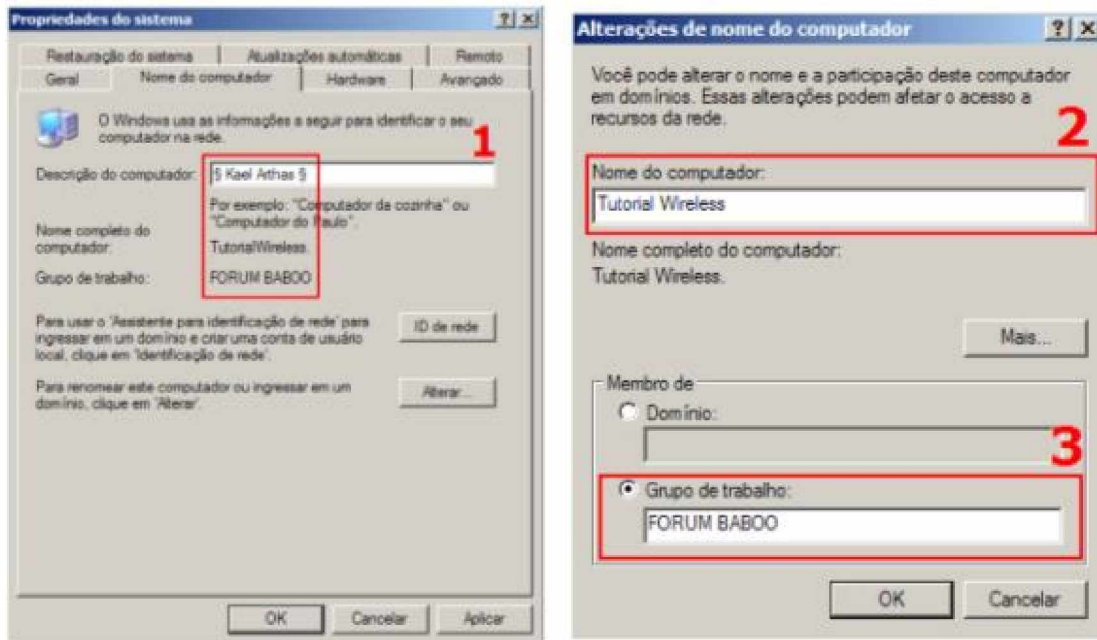 Propriedades do sistema
Restauração do sistema
Atualizações automáticas
Remoto
Geral
Nome do computador
Hardware
Avançado
O Windows usa as informações a seguir para identificar o seu
computador na rede.
1
Descrição do computador:
§ Kael Arthas §
Por exemplo: "Computador da cozinha" ou
"Computador do Paulo".
Nome completo do
computador:
TutorialWireless.
Grupo de trabalho:
FORUM BABOO
Para usar o 'Assistente para identificação de rede' para
ingressar em um domínio e criar uma conta de usuário
local, clique em 'Identificação de rede'.
ID de rede
Para renomear este computador ou ingressar em um
domínio, clique em 'Alterar'.
Alterar...
OK
Cancelar
Aplicar
Alterações de nome do computador
Você pode alterar o nome e a participação deste computador
em domínios. Essas alterações podem afetar o acesso a
recursos da rede.
2
Nome do computador:
Tutorial Wireless
Nome completo do computador:
Tutorial Wireless.
Mais...
Membro de
Domínio:
3
Grupo de trabalho:
FORUM BABOO
OK
Cancelar